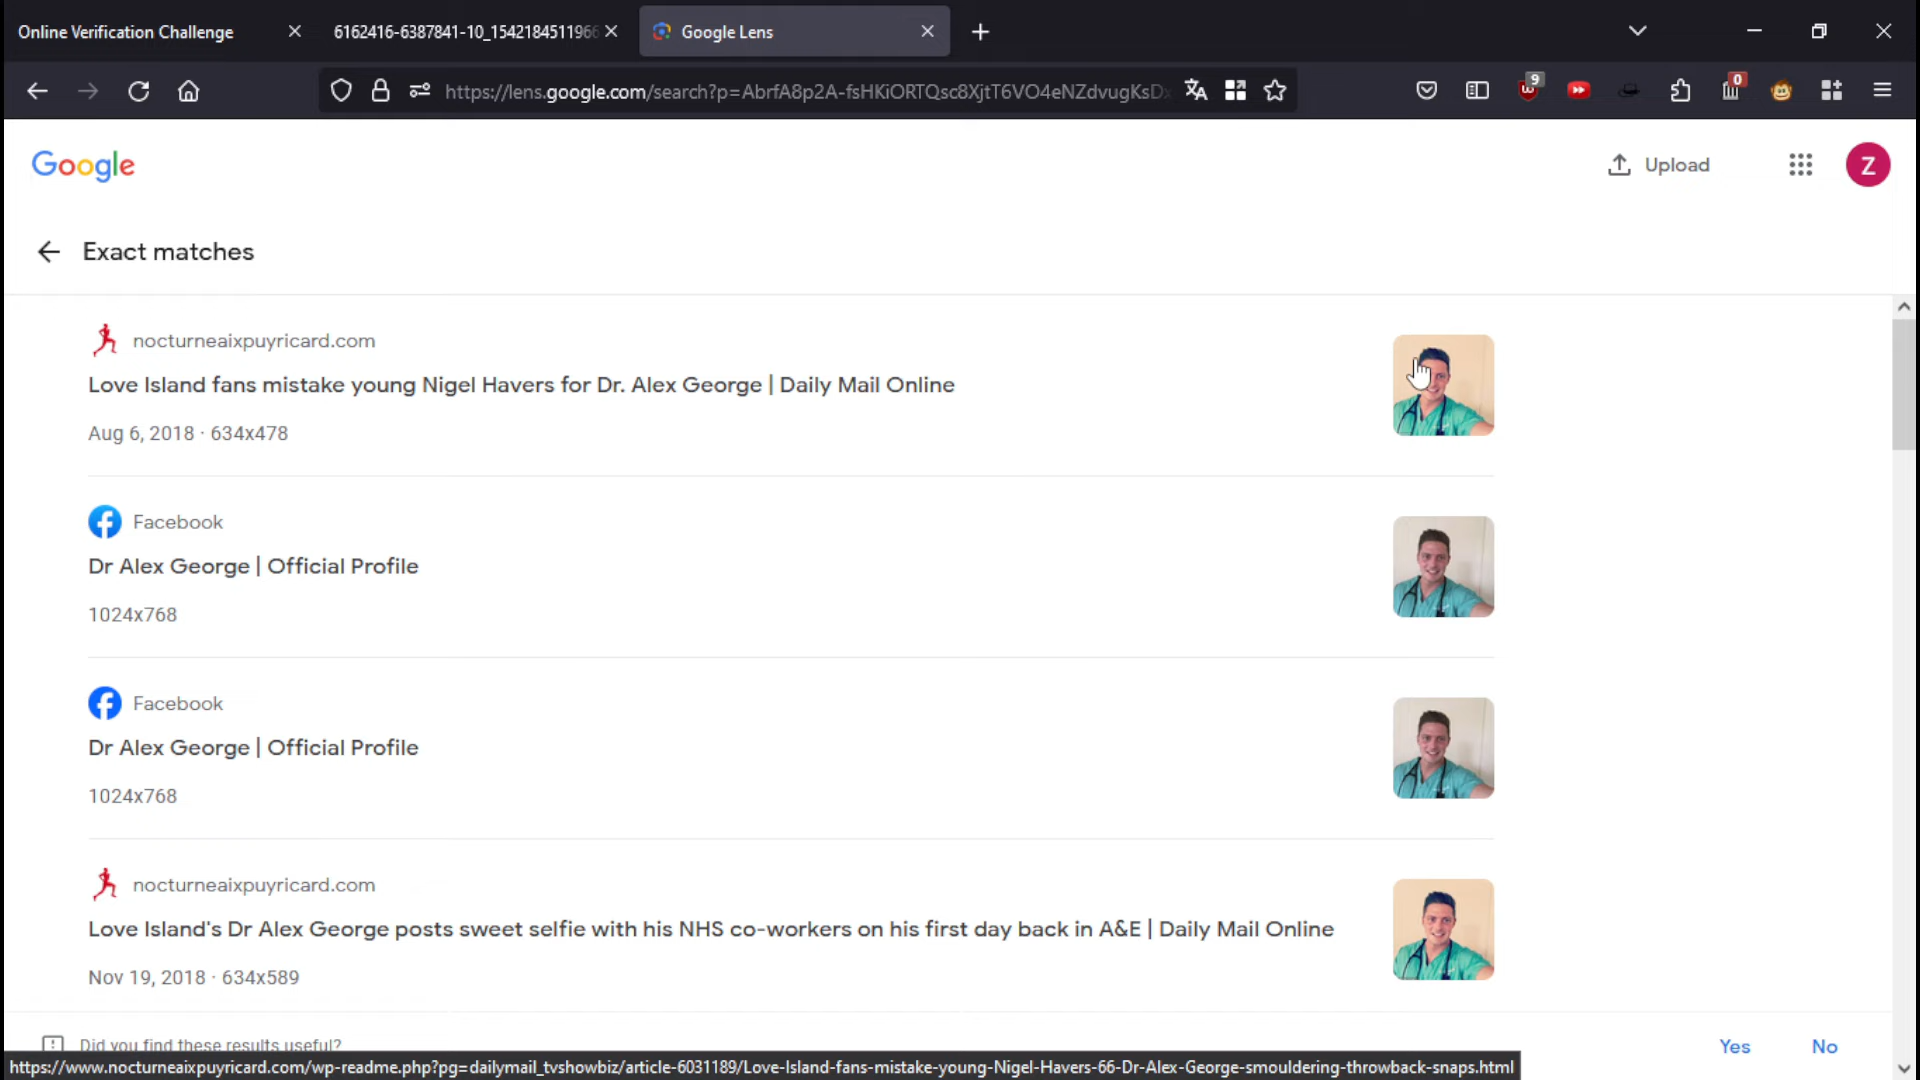 Online Verification Challenge
6162416-6387841-10_1542184511966
Google Lens
https://lens.google.com/search?p=AbrfA8p2A-fsHKiORTQsc8XjtT6VO4eNZdvugKsDx
9
0
Google
Upload
Z
Exact matches
nocturneaixpuyricard.com
Love Island fans mistake young Nigel Havers for Dr. Alex George | Daily Mail Online
Aug 6, 2018 · 634x478
Facebook
Dr Alex George | Official Profile
1024x768
Facebook
Dr Alex George | Official Profile
1024x768
nocturneaixpuyricard.com
Love Island's Dr Alex George posts sweet selfie with his NHS co-workers on his first day back in A&E | Daily Mail Online
Nov 19, 2018 · 634x589
Did you find these results useful?
Yes
No
https://www.nocturneaixpuyricard.com/wp-readme.php?pg=dailymail_tvshowbiz/article-6031189/Love-Island-fans-mistake-young-Nigel-Havers-66-Dr-Alex-George-smouldering-throwback-snaps.html